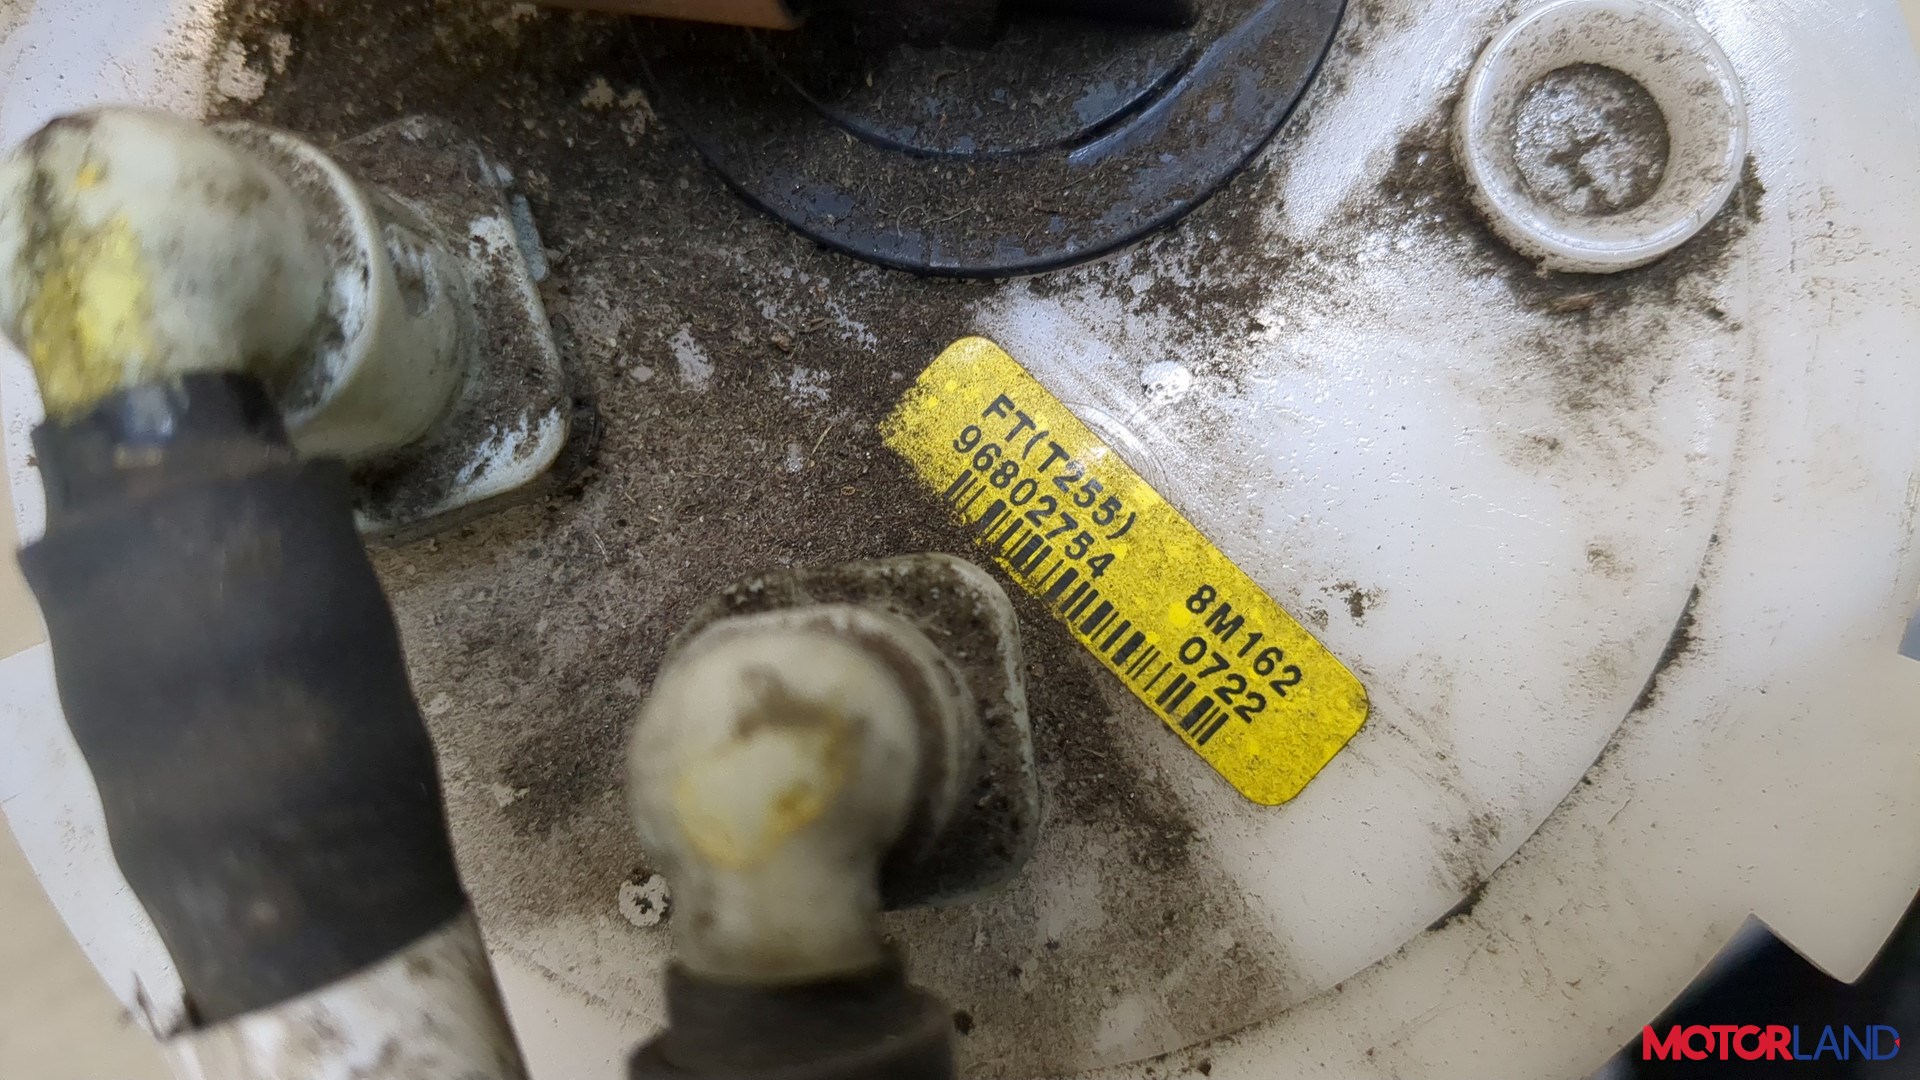 FT(T255)
96802754
8M162
0722
MOTORLAND